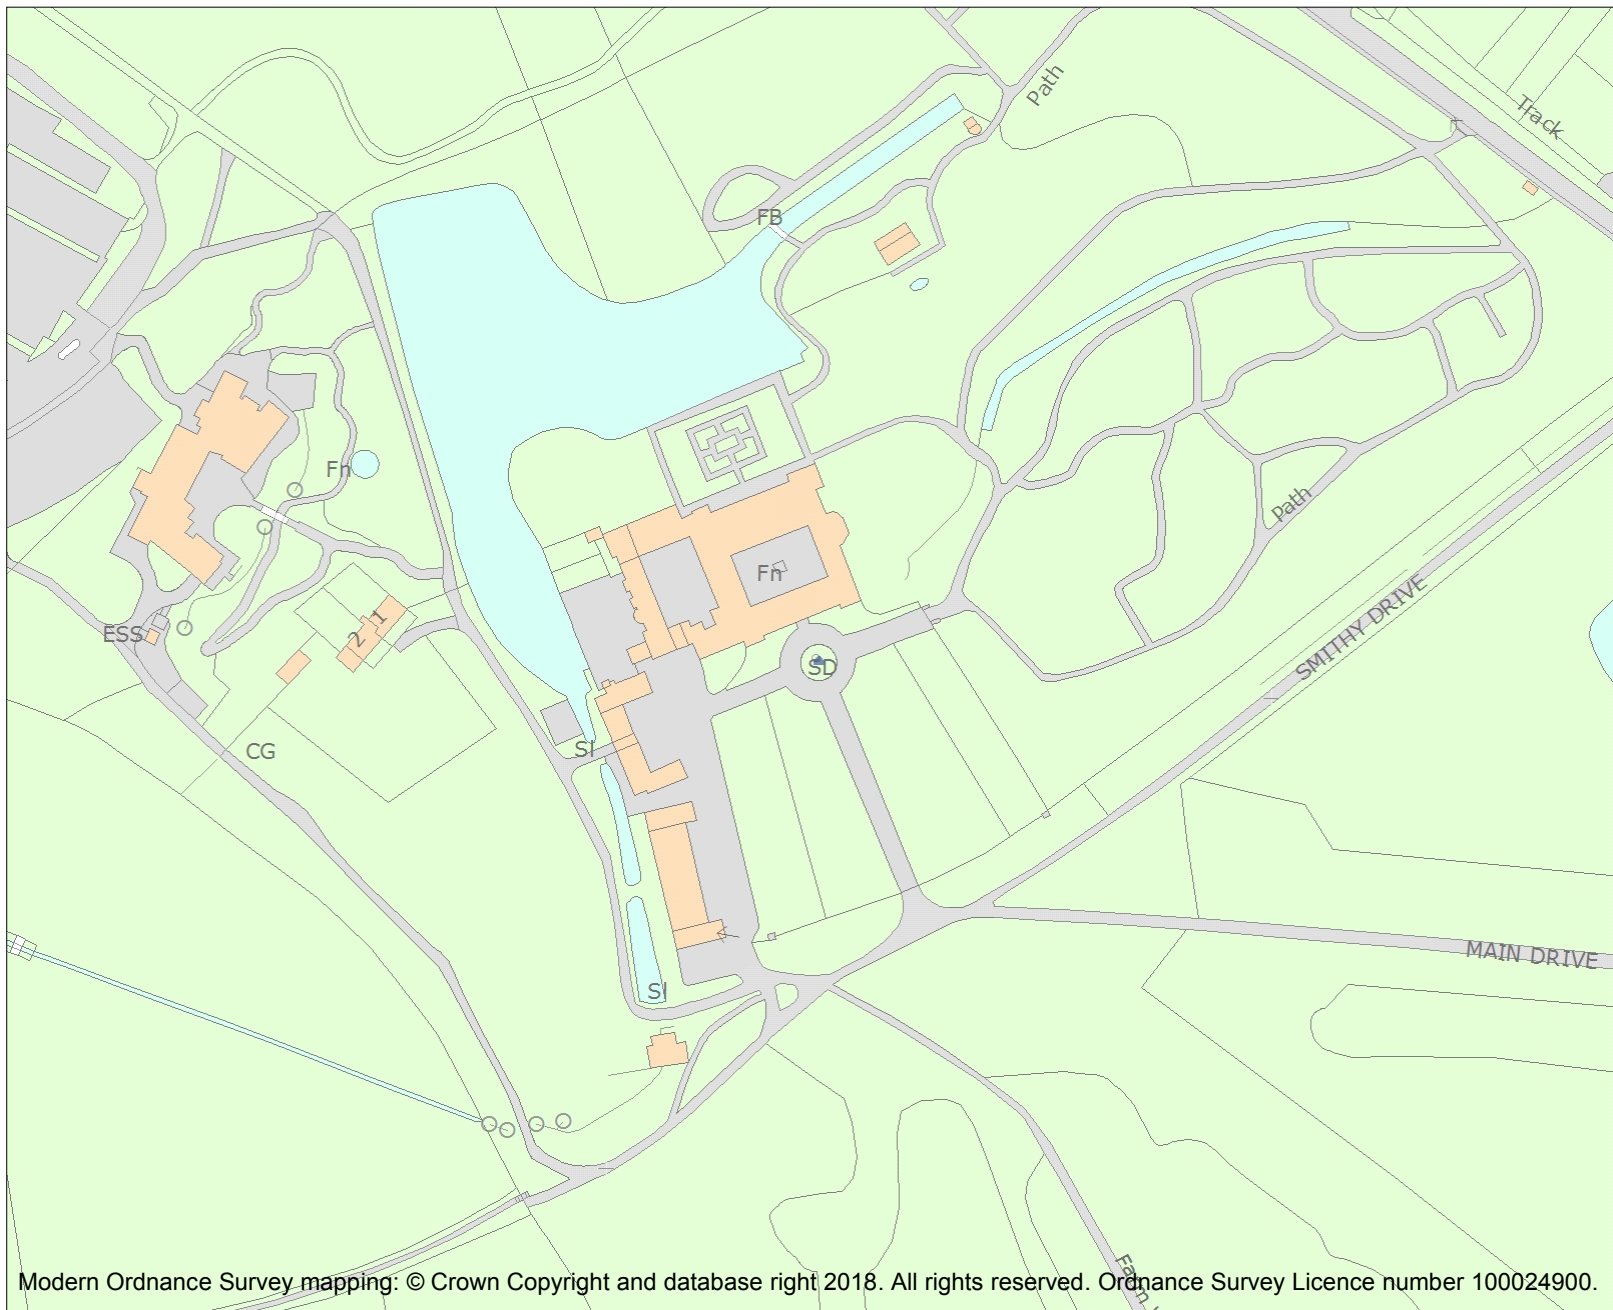 Path
Track
FB
Fn
Path
Fn
SMITHY DRIVE
ESS
1
2
SD
CG
Sl
MAIN DRIVE
Sl
Farm
Modern Ordnance Survey mapping: © Crown Copyright and database right 2018. All rights reserved. Ordnance Survey Licence number 100024900.